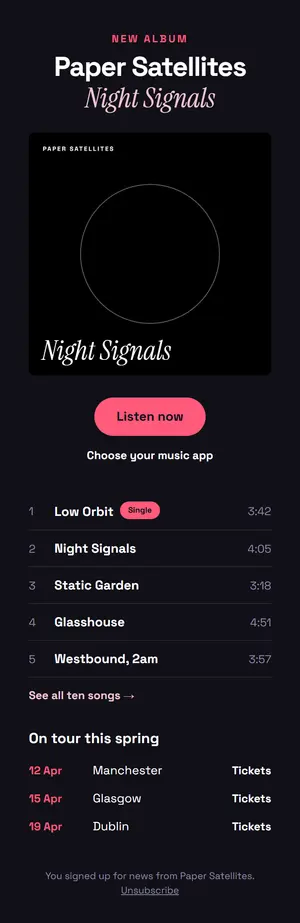 NEW ALBUM
Paper Satellites
Night Signals
PAPER SATELLITES
Night Signals
Listen now
Choose your music app
1 Low Orbit Single 3:42
2 Night Signals 4:05
3 Static Garden 3:18
4 Glasshouse 4:51
5 Westbound, 2am 3:57
See all ten songs →
On tour this spring
12 Apr Manchester Tickets
15 Apr Glasgow Tickets
19 Apr Dublin Tickets
You signed up for news from Paper Satellites.
Unsubscribe